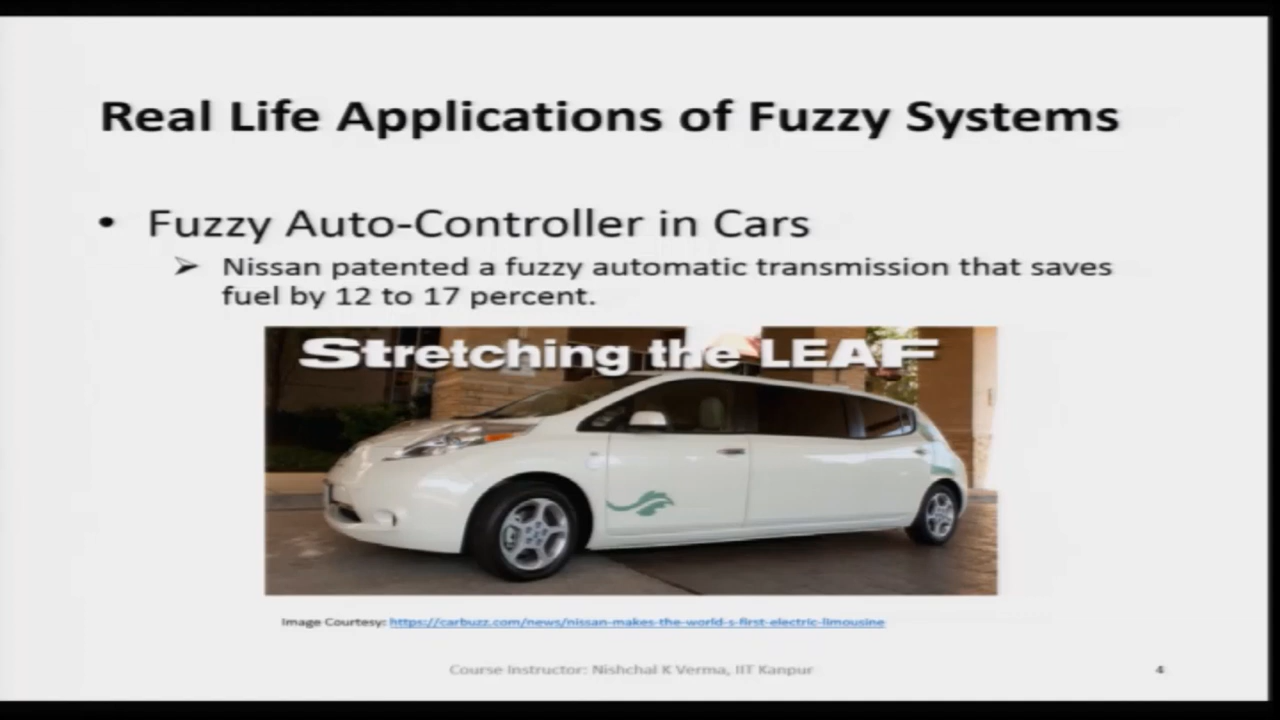 Real Life Applications of Fuzzy Systems
• Fuzzy Auto-Controller in Cars
➢ Nissan patented a fuzzy automatic transmission that saves
fuel by 12 to 17 percent.
Stretching the LEAF
Image Courtesy: https://carbuzz.com/news/nissan-makes-the-world-s-first-electric-limousine
Course Instructor: Nishchal K Verma, IIT Kanpur
4